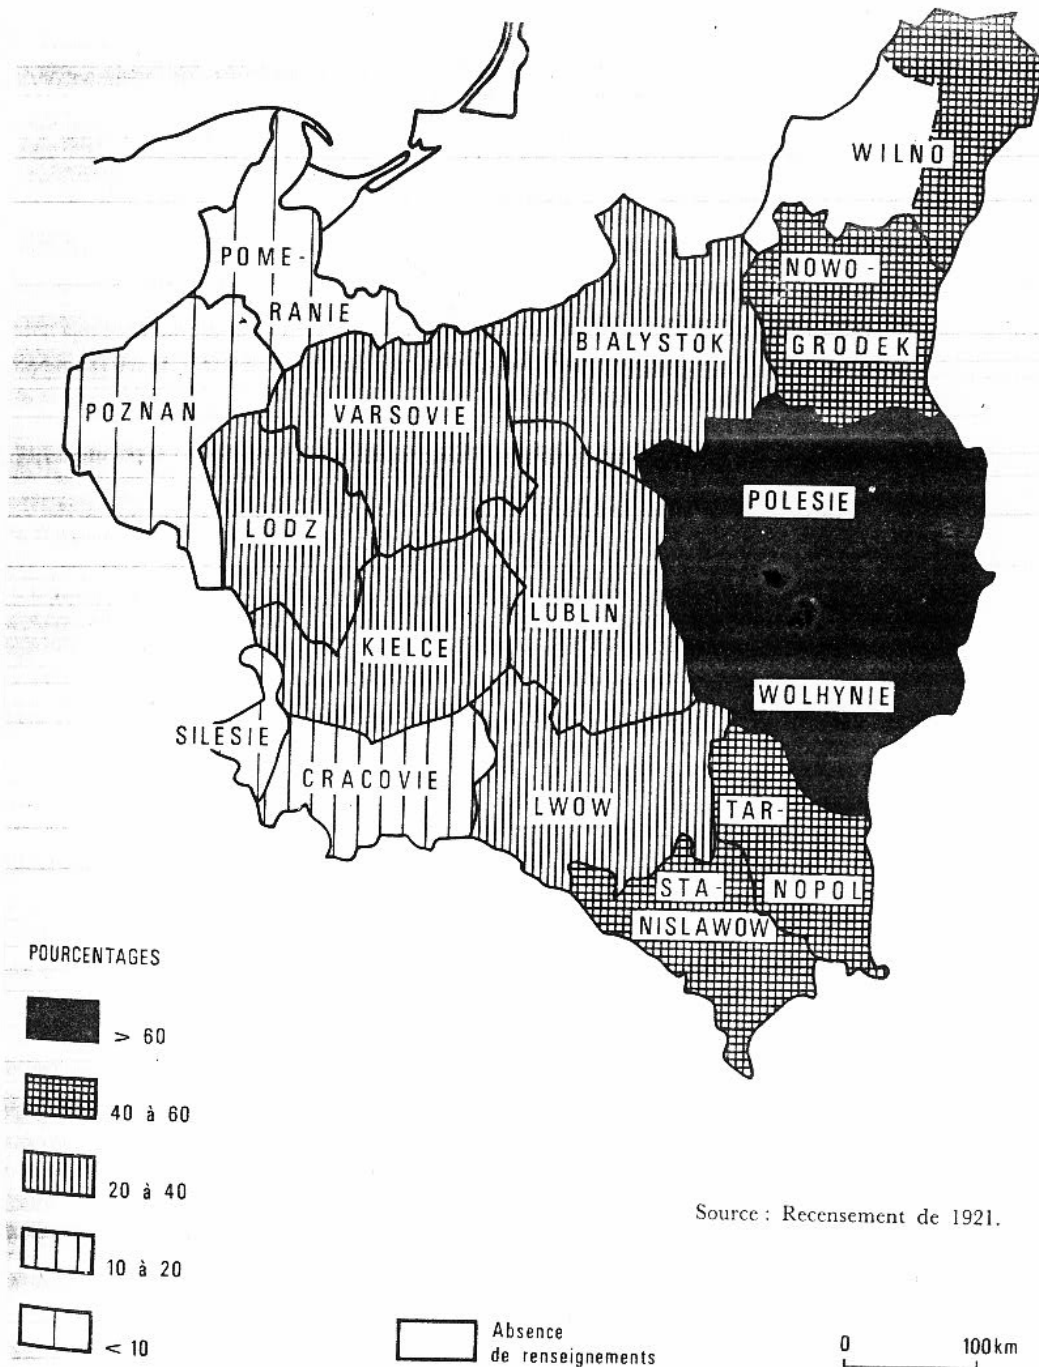 WILNO
POME-
RANIE
NOWO-
GRODEK
BIALYSTOK
POZNAN
VARSOVIE
POLESIE
LODZ
LUBLIN
KIELCE
WOLHYNIE
SILESIE
CRACOVIE
LWOW
TAR-
NOPOL
STA-
NISLAWOW
POURCENTAGES
> 60
40 à 60
20 à 40
10 à 20
< 10
Absence
de renseignements
Source : Recensement de 1921.
0 100km